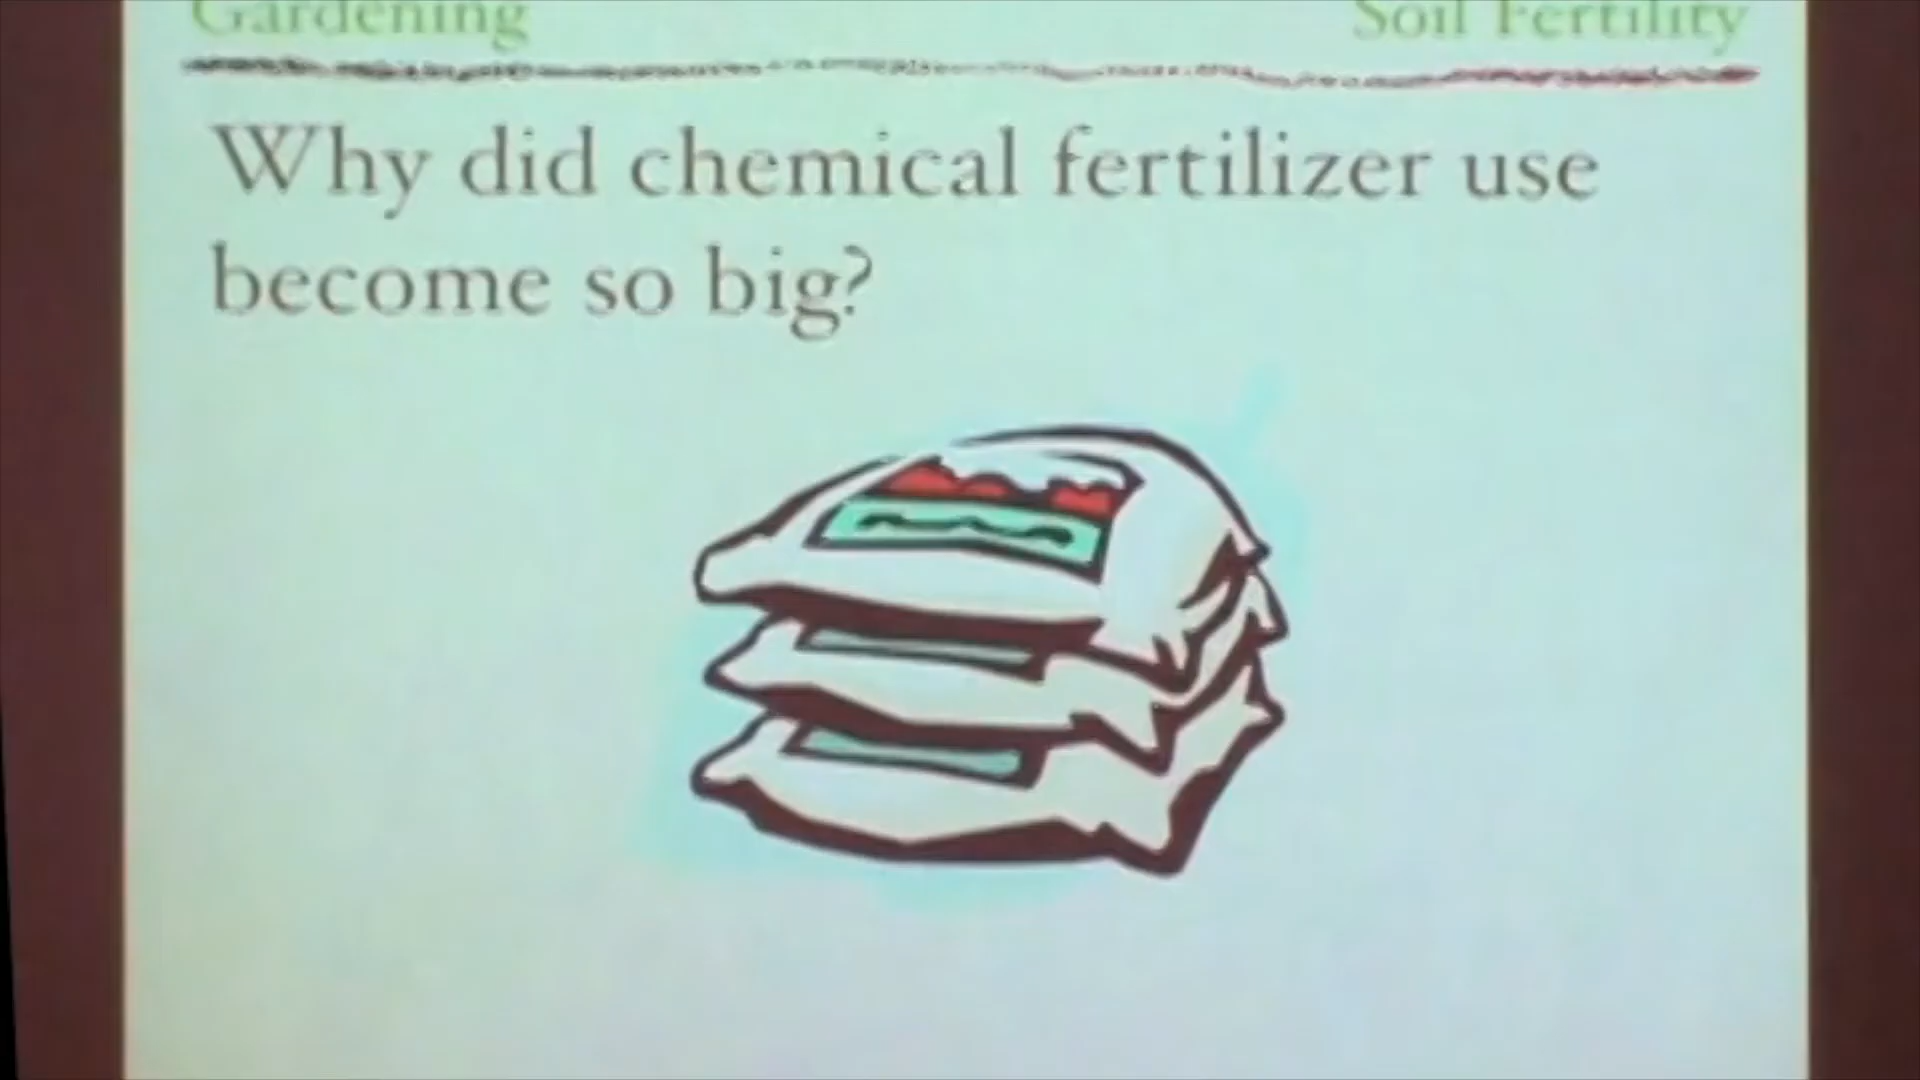 Gardening
Soil Fertility
Why did chemical fertilizer use
become so big?